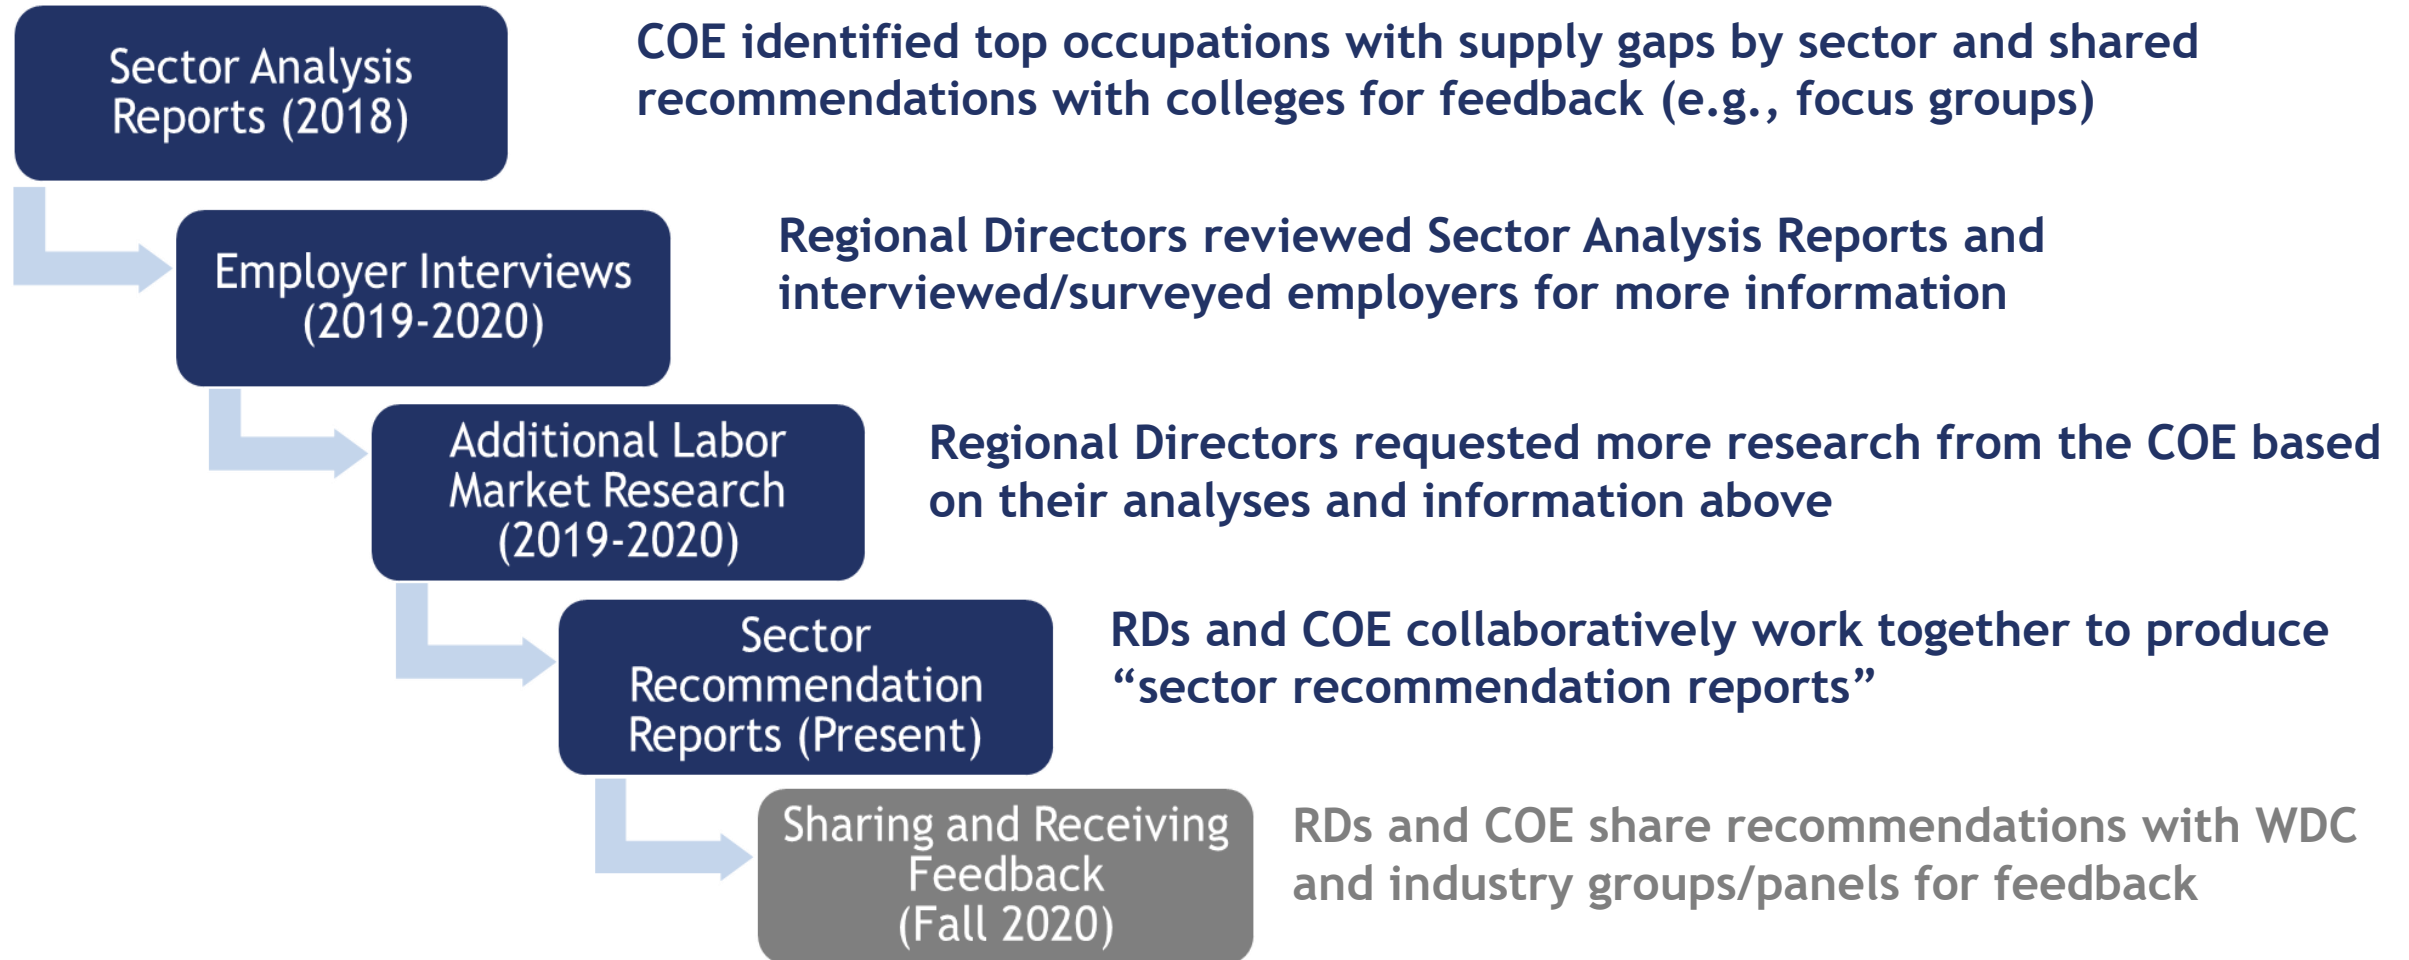 Sector Analysis
Reports (2018)
COE identified top occupations with supply gaps by sector and shared
recommendations with colleges for feedback (e.g., focus groups)
Employer Interviews
(2019-2020)
Regional Directors reviewed Sector Analysis Reports and
interviewed/surveyed employers for more information
Additional Labor
Market Research
(2019-2020)
Regional Directors requested more research from the COE based
on their analyses and information above
Sector
Recommendation
Reports (Present)
RDs and COE collaboratively work together to produce
“sector recommendation reports”
Sharing and Receiving
Feedback
(Fall 2020)
RDs and COE share recommendations with WDC
and industry groups/panels for feedback